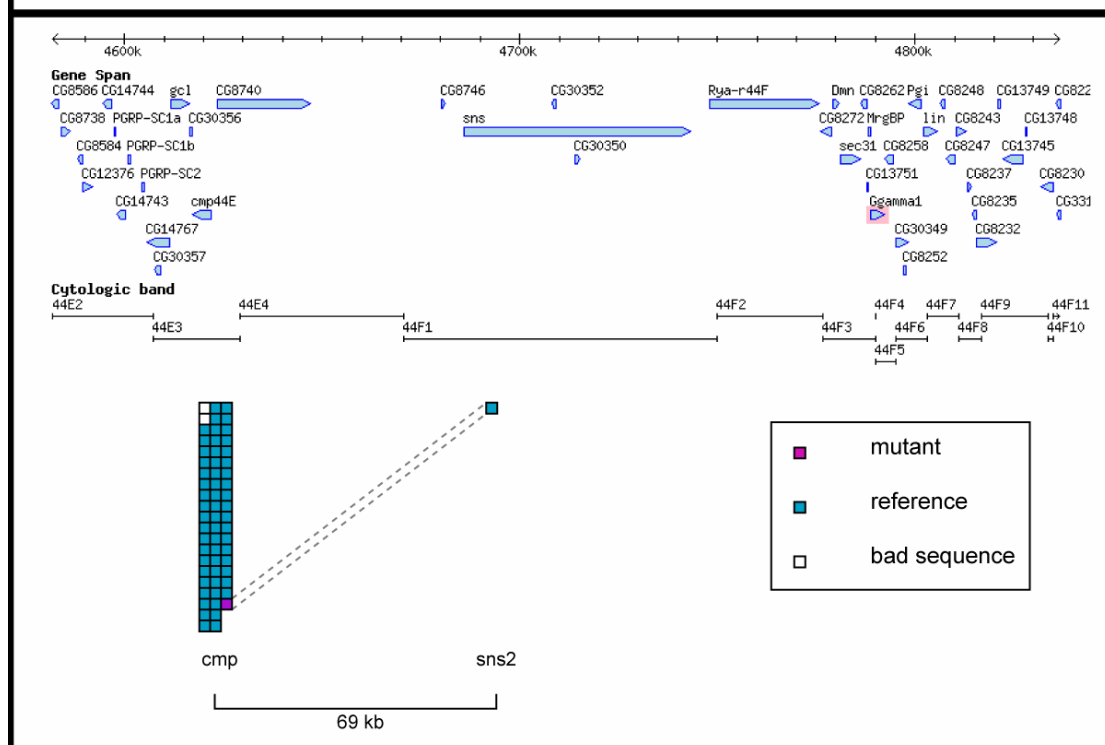 4600k 4700k 4800k
Gene Span
CG8586 CG14744 gcl CG8740 CG8746 CG30352 Rya-r44F Dmn CG8262 Pgi CG8248 CG13749 CG822
CG8738 PGRP-SC1a CG30356 sns CG8272 MrgBP lin CG8243 CG13748
CG8584 PGRP-SC1b CG30350 sec31 CG8258 CG8247 CG13745
CG12376 PGRP-SC2 CG13751 CG8237 CG8230
CG14743 cmp44E Ggamma1 CG8235 CG331
CG14767 CG30349 CG8232
CG30357 CG8252
Cytologic band
44E2 44E4 44F2 44F4 44F7 44F9 44F11
44E3 44F1 44F3 44F6 44F8 44F10
44F5
mutant
reference
bad sequence
cmp sns2
69 kb